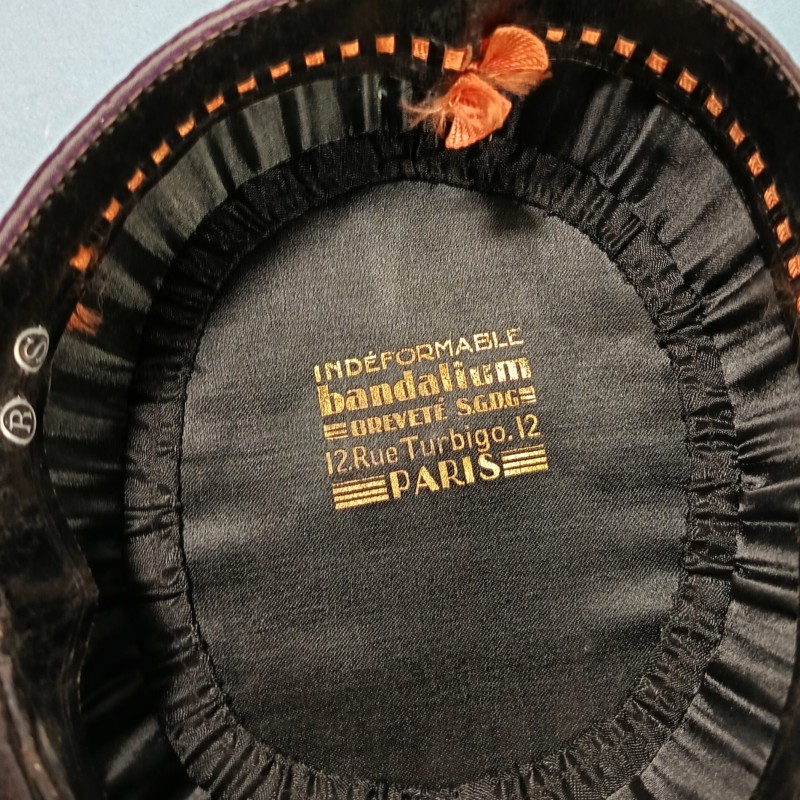 INDÉFORMABLE
bandalium
BREVETÉ S.G.D.G
12.Rue Turbigo.12
PARIS
S
R